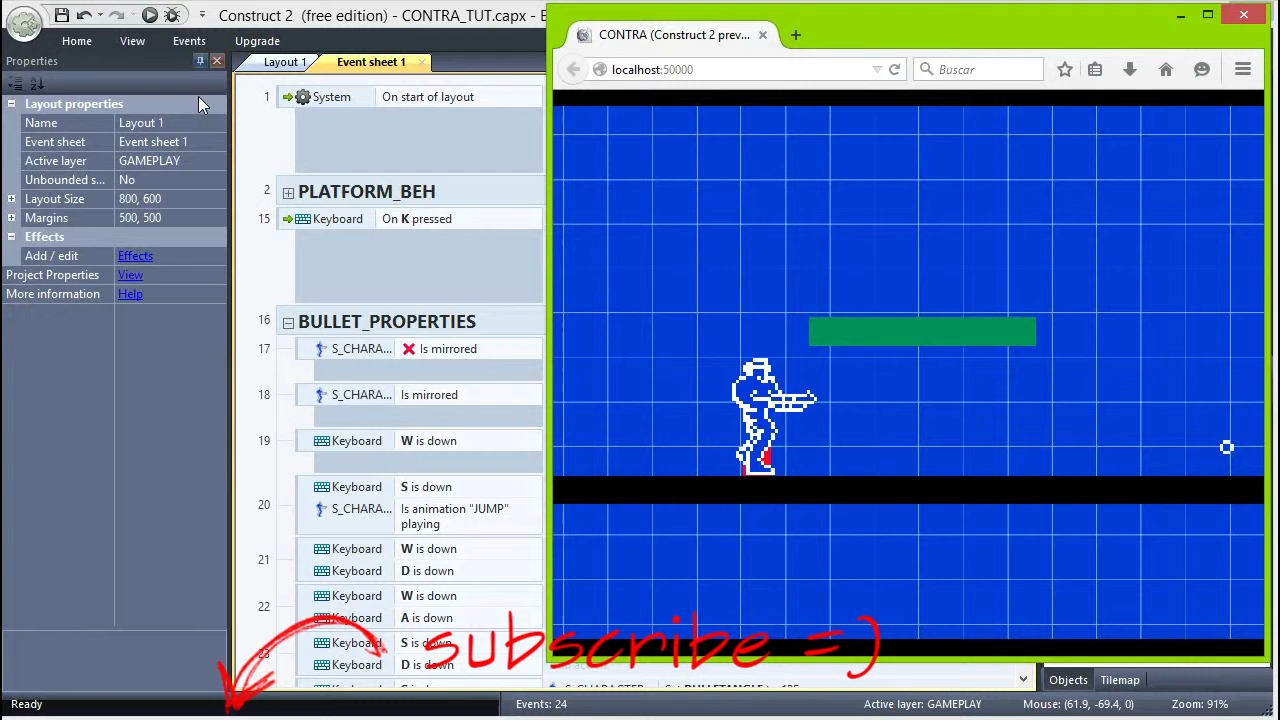 Construct 2 (free edition) - CONTRA_TUT.capx - E
Home View Events Upgrade
Properties
Layout properties
Name Layout 1
Event sheet Event sheet 1
Active layer GAMEPLAY
Unbounded s... No
Layout Size 800, 600
Margins 500, 500
Effects
Add / edit Effects
Project Properties View
More information Help
Layout 1 Event sheet 1
1 System On start of layout
2 PLATFORM_BEH
15 Keyboard On K pressed
16 BULLET_PROPERTIES
17 S_CHARA... Is mirrored
18 S_CHARA... Is mirrored
19 Keyboard W is down
20 Keyboard S is down
S_CHARA... Is animation "JUMP"
playing
21 Keyboard W is down
Keyboard D is down
22 Keyboard W is down
Keyboard A is down
23 Keyboard S is down
Keyboard D is down
CONTRA (Construct 2 prev...
localhost:50000 Buscar
subscribe =)
Objects Tilemap
Ready Events: 24 Active layer: GAMEPLAY Mouse: (61.9, -69.4, 0) Zoom: 91%